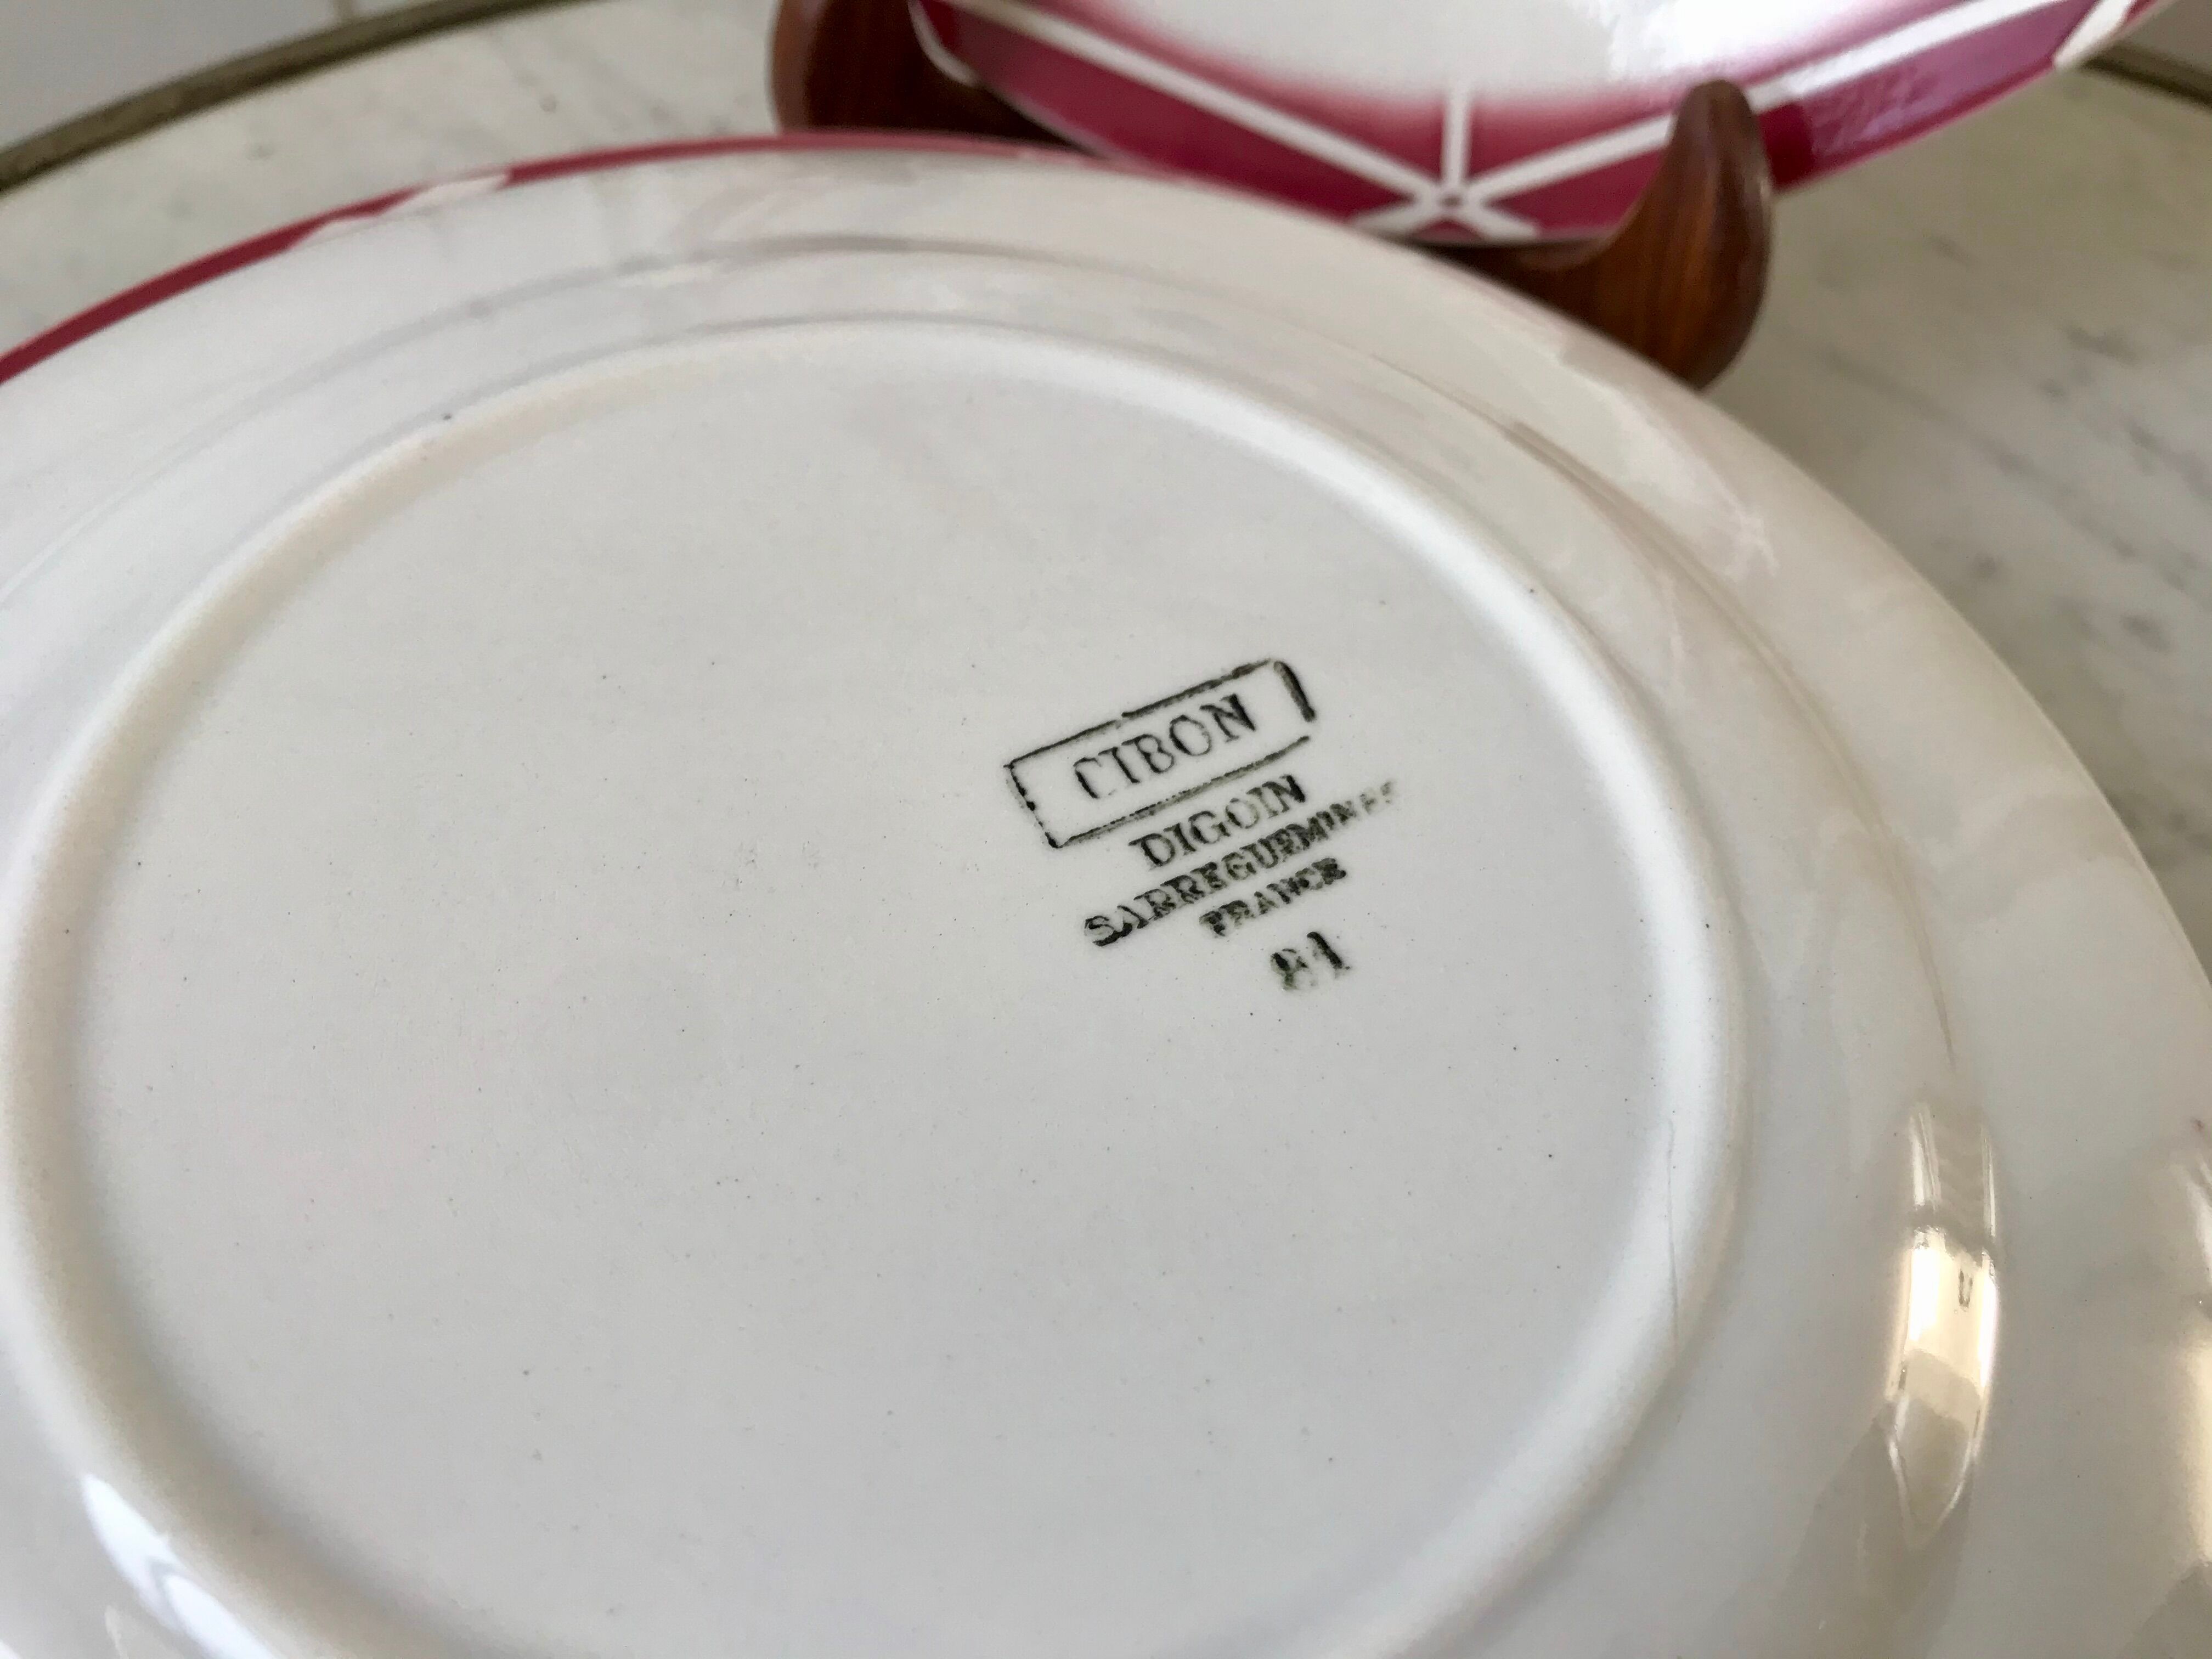 CIBON
DIGOIN
SARREGUEMINES
FRANCE
81